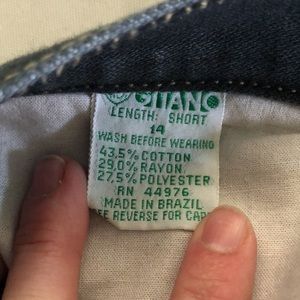 GITANO
LENGTH: SHORT
14
WASH BEFORE WEARING
43,5% COTTON
29,0% RAYON
27,5% POLYESTER
RN 44976
MADE IN BRAZIL
REVERSE FOR